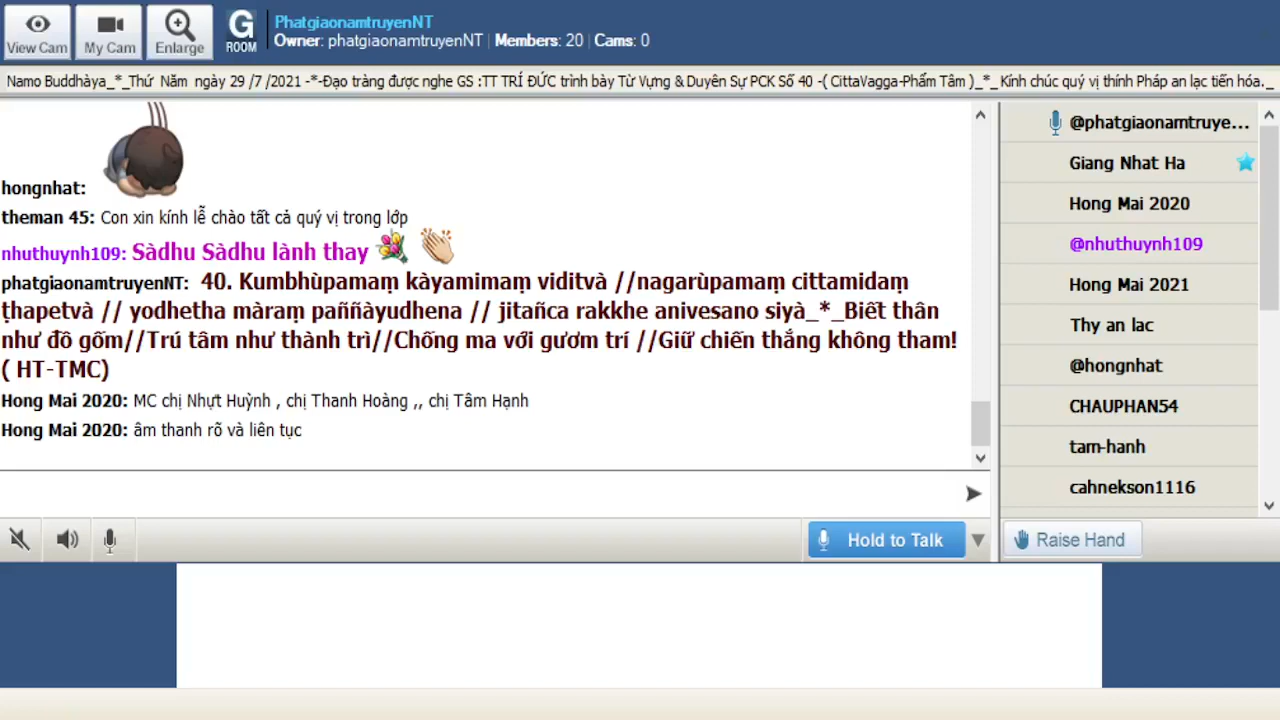 View Cam
My Cam
Enlarge
G
ROOM
PhatgiaonamtruyenNT
Owner: phatgiaonamtruyenNT | Members: 20 | Cams: 0
Namo Buddhàya_*_Thứ Năm ngày 29 /7 /2021 -*-Đạo tràng được nghe GS :TT TRÍ ĐỨC trình bày Từ Vựng & Duyên Sự PCK Số 40 -( CittaVagga-Phẩm Tâm )_*_Kính chúc quý vị thính Pháp an lạc tiến hóa._
hongnhat:
theman 45: Con xin kính lễ chào tất cả quý vị trong lớp
nhuthuynh109: Sàdhu Sàdhu lành thay
phatgiaonamtruyenNT: 40. Kumbhùpamaṃ kàyamimaṃ viditvà //nagarùpamaṃ cittamidaṃ
ṭhapetvà // yodhetha màraṃ paññàyudhena // jitañca rakkhe anivesano siyà_*_Biết thân
như đồ gốm//Trú tâm như thành trì//Chống ma với gươm trí //Giữ chiến thắng không tham!
( HT-TMC)
Hong Mai 2020: MC chị Nhựt Huỳnh , chị Thanh Hoàng ,, chị Tâm Hạnh
Hong Mai 2020: âm thanh rõ và liên tục
@phatgiaonamtruye...
Giang Nhat Ha
Hong Mai 2020
@nhuthuynh109
Hong Mai 2021
Thy an lac
@hongnhat
CHAUPHAN54
tam-hanh
cahnekson1116
Hold to Talk
Raise Hand